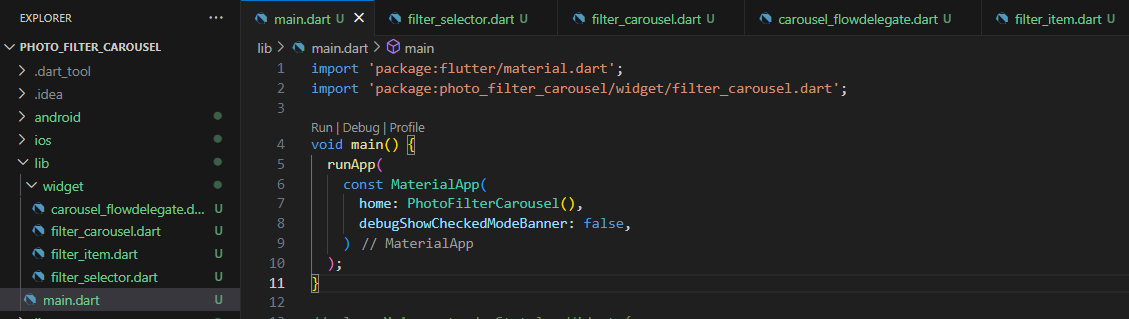 EXPLORER ...
PHOTO_FILTER_CAROUSEL
.dart_tool
.idea
android
ios
lib
widget
carousel_flowdelegate.d... U
filter_carousel.dart U
filter_item.dart U
filter_selector.dart U
main.dart U
main.dart U
filter_selector.dart U
filter_carousel.dart U
carousel_flowdelegate.dart U
filter_item.dart U
lib > main.dart > main
1 import 'package:flutter/material.dart';
2 import 'package:photo_filter_carousel/widget/filter_carousel.dart';
3
Run | Debug | Profile
4 void main() {
5 runApp(
6 const MaterialApp(
7 home: PhotoFilterCarousel(),
8 debugShowCheckedModeBanner: false,
9 ) // MaterialApp
10 );
11 }
12